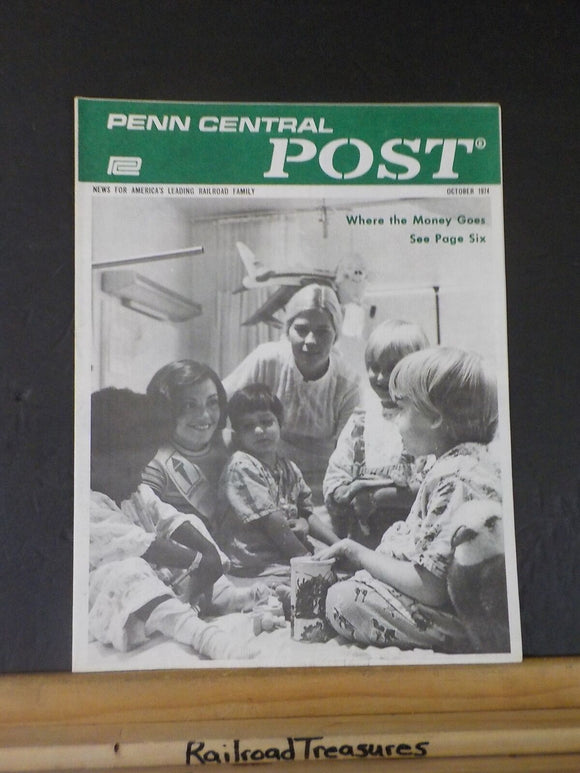 PENN CENTRAL
POST®
NEWS FOR AMERICA'S LEADING RAILROAD FAMILY
OCTOBER 1974
Where the Money Goes
See Page Six
RailroadTreasures